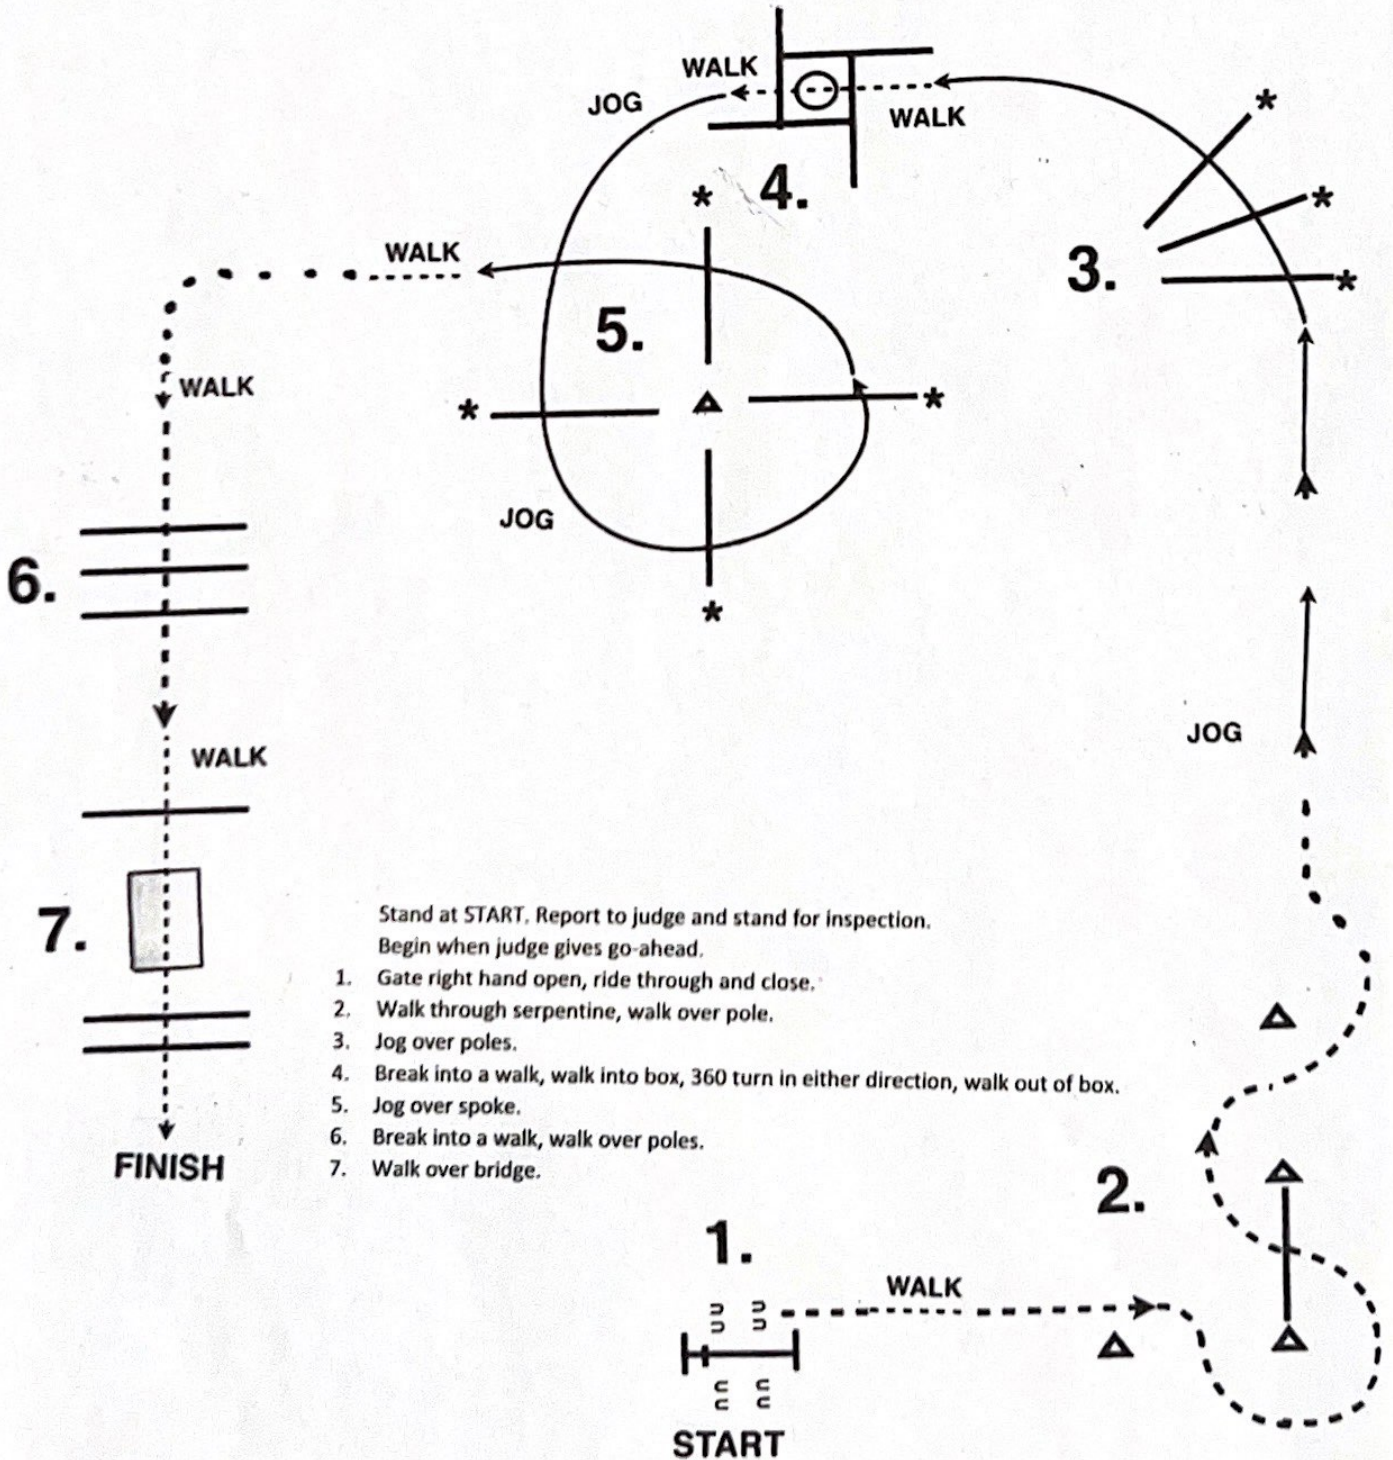 WALK
JOG
WALK
4.
3.
WALK
5.
WALK
JOG
6.
JOG
WALK
7.
Stand at START. Report to judge and stand for inspection.
Begin when judge gives go-ahead.
1. Gate right hand open, ride through and close.
2. Walk through serpentine, walk over pole.
3. Jog over poles.
4. Break into a walk, walk into box, 360 turn in either direction, walk out of box.
5. Jog over spoke.
6. Break into a walk, walk over poles.
7. Walk over bridge.
FINISH
2.
1.
WALK
START